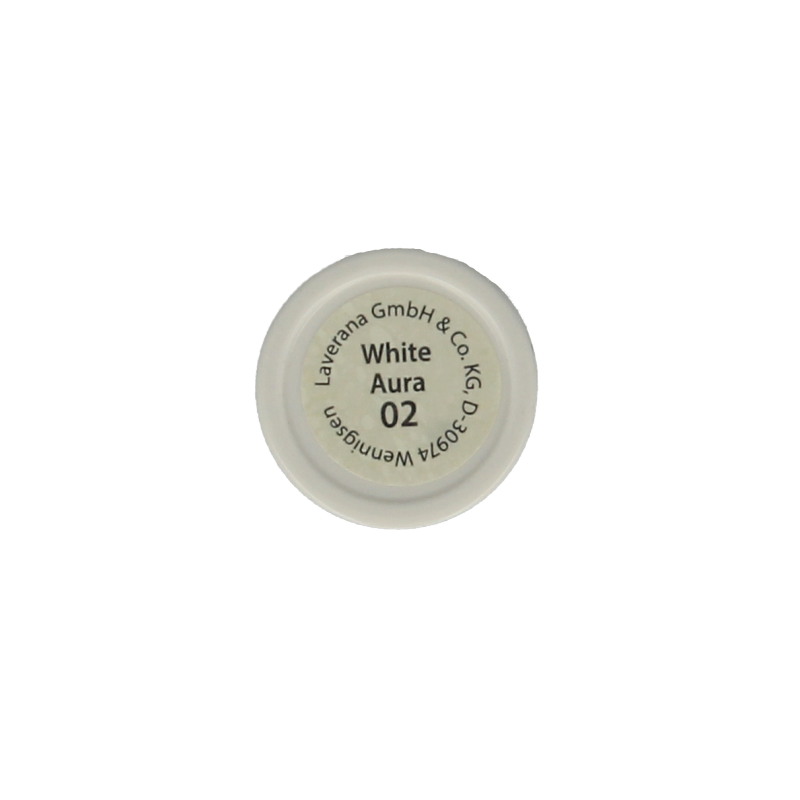 Laverana GmbH & Co. KG, D-30974 Wennigsen
White
Aura
02